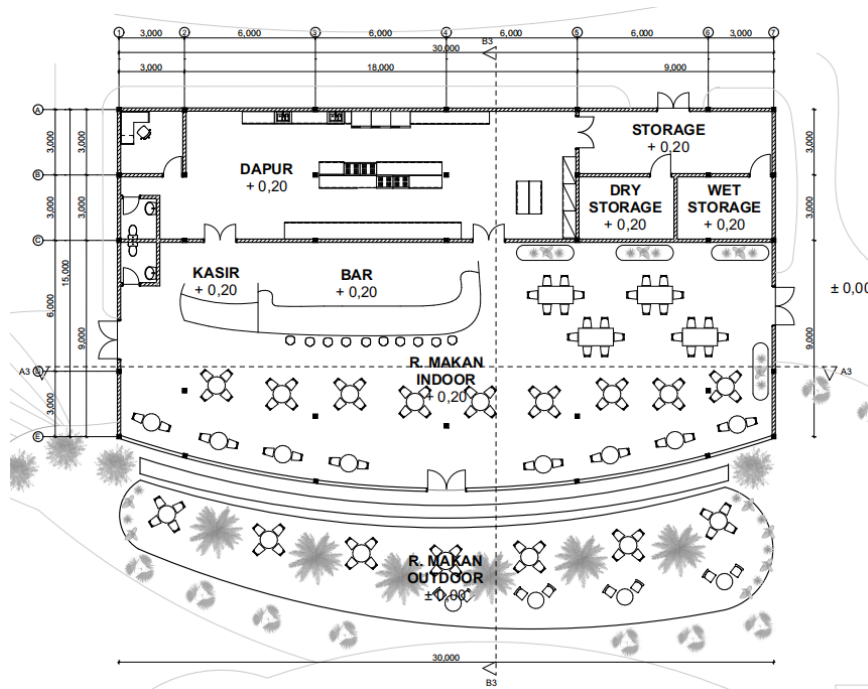 1 2 3 4 5 6 7
3,000 6,000 6,000 6,000 6,000 3,000
B3
30,000
3,000 18,000 9,000
A
B
C
E
3,000 3,000
3,000 3,000
15,000
6,000 9,000
3,000
3,000
3,000
9,000
STORAGE
+ 0,20
DAPUR
+ 0,20
DRY
STORAGE
+ 0,20
WET
STORAGE
+ 0,20
KASIR
+ 0,20
BAR
+ 0,20
± 0,00
R. MAKAN
INDOOR
+ 0,20
A3
A3
R. MAKAN
OUTDOOR
± 0,00
30,000
B3